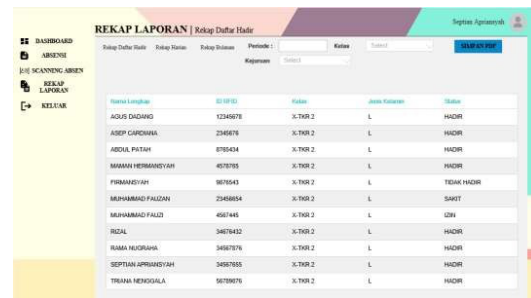 Septian Apriansyah
REKAP LAPORAN | Rekap Daftar Hadir
DASHBOARD
ABSENSI
SCANNING ABSEN
REKAP LAPORAN
KELUAR
Rekap Daftar Hadir Rekap Harian Rekap Bulanan Periode : Kelas Select SIMPAN PDF
Kejuruan Select
Nama Lengkap ID RFID Kelas Jenis Kelamin Status
AGUS DADANG 12345678 X-TKR 2 L HADIR
ASEP CARDIANA 2345678 X-TKR 2 L HADIR
ABDUL PATAH 8765434 X-TKR 2 L HADIR
MAMAN HERMANSYAH 4578765 X-TKR 2 L HADIR
FIRMANSYAH 9876543 X-TKR 2 L TIDAK HADIR
MUHAMMAD FAUZAN 23456654 X-TKR 2 L SAKIT
MUHAMMAD FAUZI 4567445 X-TKR 2 L IZIN
RIZAL 34676432 X-TKR 2 L HADIR
RAMA NUGRAHA 34567876 X-TKR 2 L HADIR
SEPTIAN APRIANSYAH 34567655 X-TKR 2 L HADIR
TRIANA NENGGALA 56789876 X-TKR 2 L HADIR